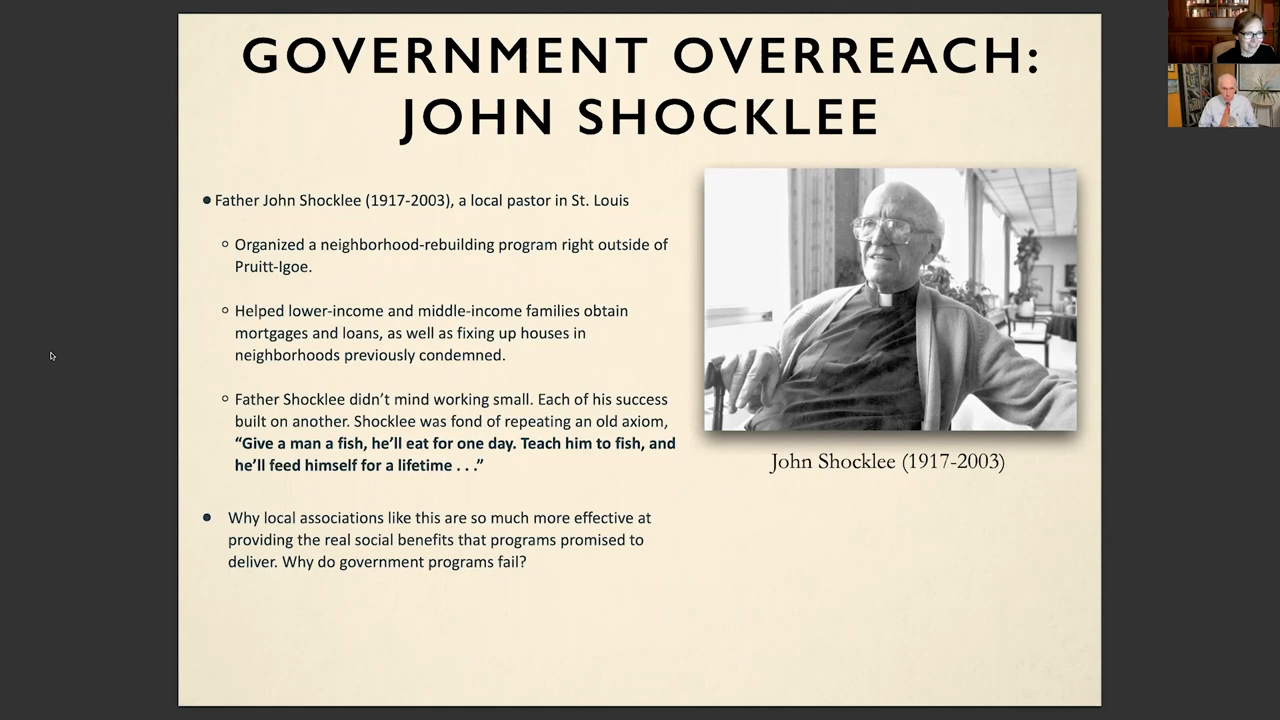 GOVERNMENT OVERREACH:
JOHN SHOCKLEE
• Father John Shocklee (1917-2003), a local pastor in St. Louis
○ Organized a neighborhood-rebuilding program right outside of
Pruitt-Igoe.
○ Helped lower-income and middle-income families obtain
mortgages and loans, as well as fixing up houses in
neighborhoods previously condemned.
○ Father Shocklee didn’t mind working small. Each of his success
built on another. Shocklee was fond of repeating an old axiom,
“Give a man a fish, he’ll eat for one day. Teach him to fish, and
he’ll feed himself for a lifetime . . .”
• Why local associations like this are so much more effective at
providing the real social benefits that programs promised to
deliver. Why do government programs fail?
John Shocklee (1917-2003)